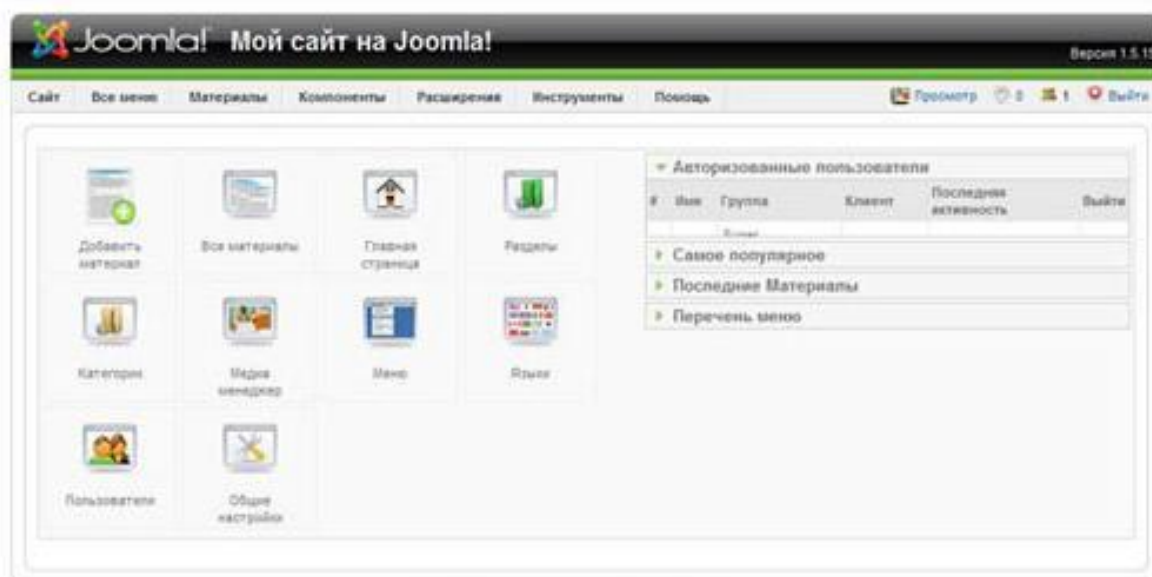 Joomla! Мой сайт на Joomla!
Версия 1.5.15
Сайт Все меню Материалы Компоненты Расширения Инструменты Помощь Просмотр 0 1 Выйти
Авторизованные пользователи
# Имя Группа Клиент Последняя активность Выйти
Самое популярное
Последние Материалы
Перечень меню
Добавить материал
Все материалы
Главная страница
Разделы
Категории
Медиа менеджер
Меню
Языки
Пользователи
Общие настройки